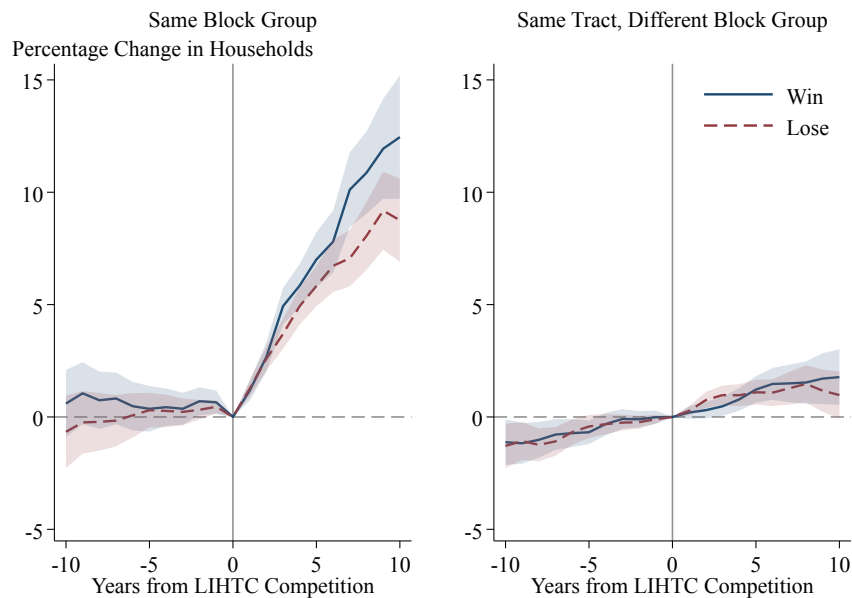 Same Block Group
Percentage Change in Households
15
10
5
0
-5
-10 -5 0 5 10
Years from LIHTC Competition
Same Tract, Different Block Group
Win
Lose
15
10
5
0
-5
-10 -5 0 5 10
Years from LIHTC Competition